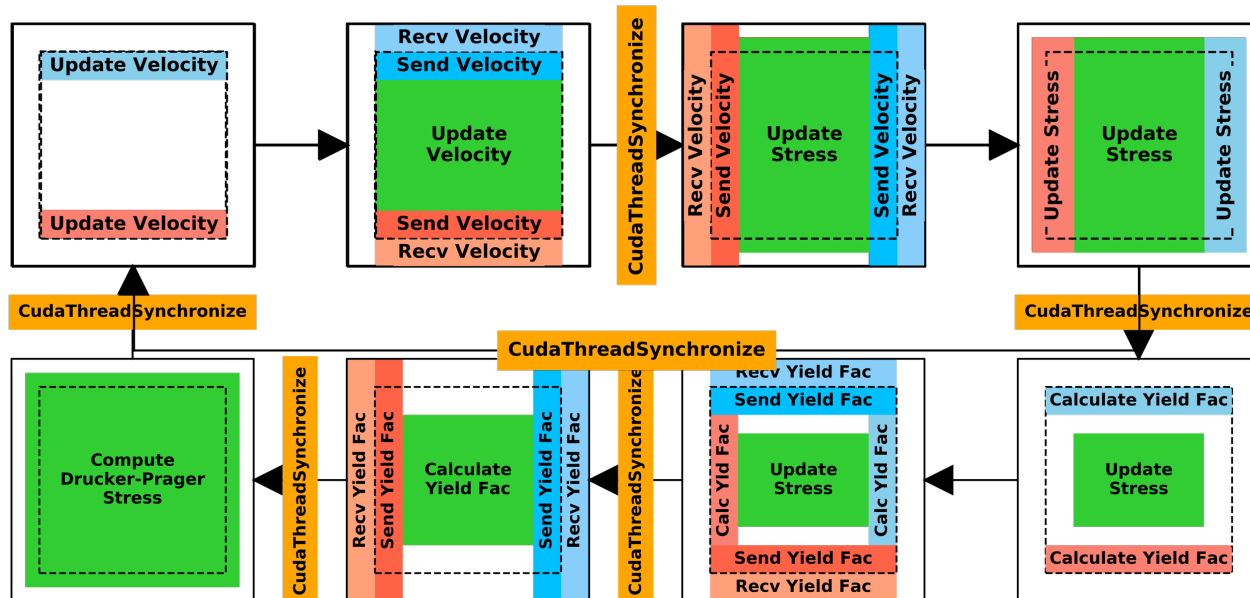 Update Velocity
Update Velocity
Recv Velocity
Send Velocity
Update
Velocity
Send Velocity
Recv Velocity
CudaThreadSynchronize
Recv Velocity
Send Velocity
Update
Stress
Send Velocity
Recv Velocity
Update Stress
Update
Stress
Update Stress
CudaThreadSynchronize
CudaThreadSynchronize
CudaThreadSynchronize
Compute
Drucker-Prager
Stress
CudaThreadSynchronize
Recv Yield Fac
Send Yield Fac
Calculate
Yield Fac
Send Yield Fac
Recv Yield Fac
CudaThreadSynchronize
Recv Yield Fac
Send Yield Fac
Calc Yld Fac
Update
Stress
Calc Yld Fac
Send Yield Fac
Recv Yield Fac
Calculate Yield Fac
Update
Stress
Calculate Yield Fac